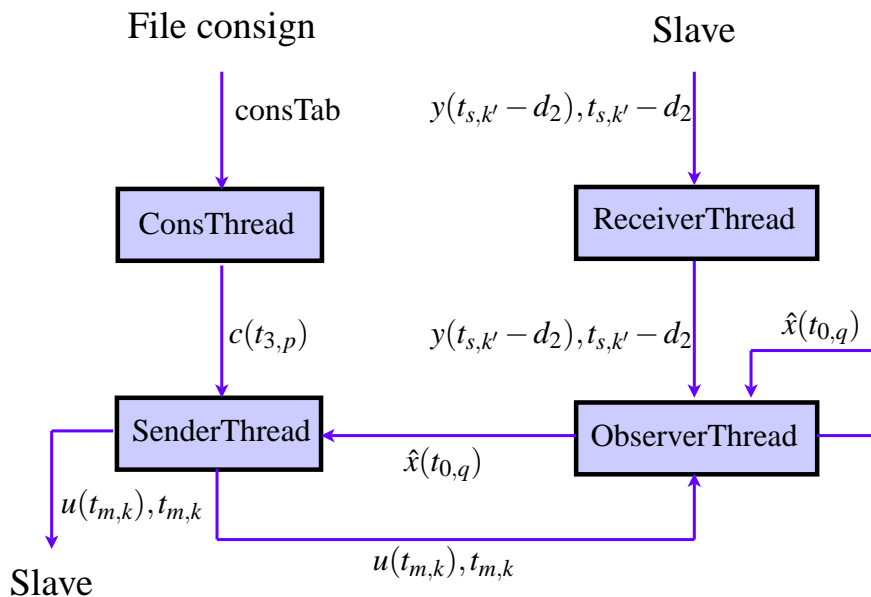 File consign
Slave
consTab
y(t_{s,k'} − d_2), t_{s,k'} − d_2
ConsThread
ReceiverThread
c(t_{3,p})
y(t_{s,k'} − d_2), t_{s,k'} − d_2
x̂(t_{0,q})
SenderThread
ObserverThread
x̂(t_{0,q})
u(t_{m,k}), t_{m,k}
u(t_{m,k}), t_{m,k}
Slave